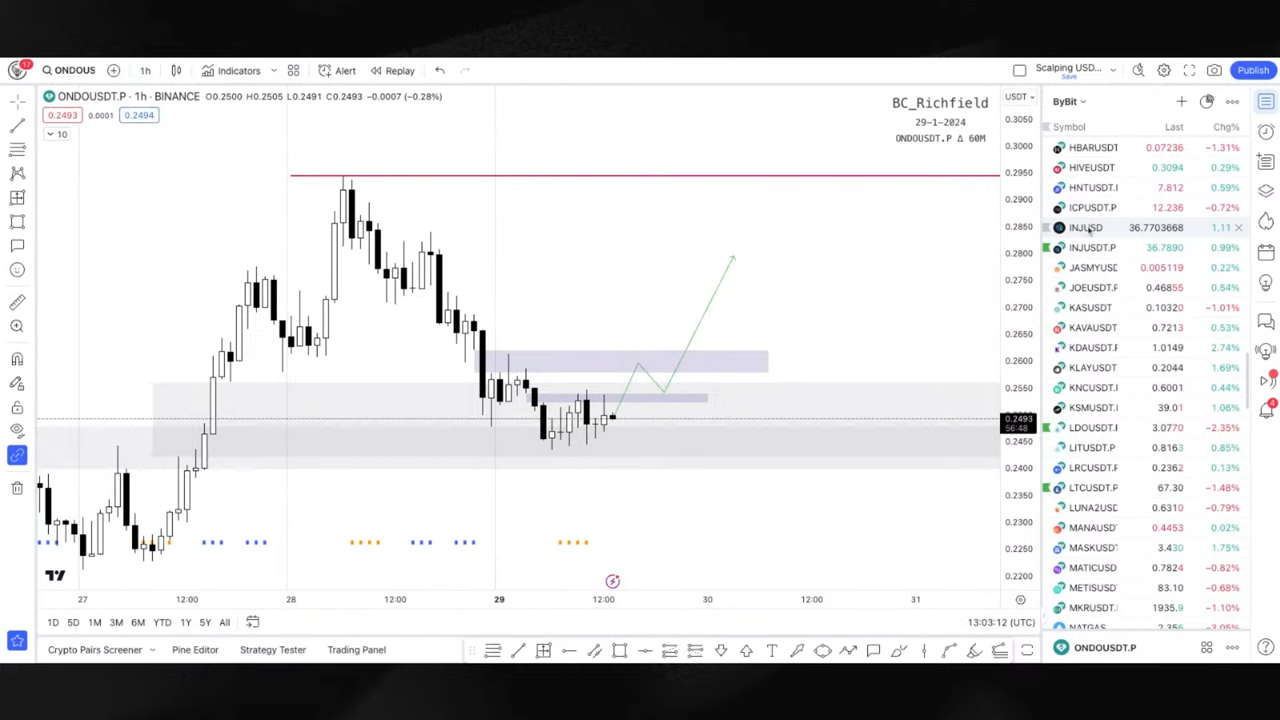 17
ONDOUS
1h
Indicators
Alert
Replay
Scalping USD...
Save
Publish
ONDOUSDT.P · 1h · BINANCE O0.2500 H0.2505 L0.2491 C0.2493 −0.0007 (−0.28%)
0.2493 0.0001 0.2494
10
BC_Richfield
29-1-2024
ONDOUSDT.P Δ 60M
USDT
0.3050
0.3000
0.2950
0.2900
0.2850
0.2800
0.2750
0.2700
0.2650
0.2600
0.2550
0.2493
56:48
0.2450
0.2400
0.2350
0.2300
0.2250
0.2200
27 12:00 28 12:00 29 12:00 30 12:00 31
1D 5D 1M 3M 6M YTD 1Y 5Y All
13:03:12 (UTC)
Crypto Pairs Screener Pine Editor Strategy Tester Trading Panel
ByBit
Symbol Last Chg%
HBARUSDT 0.07236 −1.31%
HIVEUSDT 0.3094 0.29%
HNTUSDT.I 7.812 0.59%
ICPUSDT.P 12.236 −0.72%
INJUSD 36.7703668 1.11
INJUSDT.P 36.7890 0.99%
JASMYUSD 0.005119 0.22%
JOEUSDT.F 0.46855 0.54%
KASUSDT 0.10320 −1.01%
KAVAUSDT 0.7213 0.53%
KDAUSDT.F 1.0149 2.74%
KLAYUSDT 0.2044 1.69%
KNCUSDT.F 0.6001 0.44%
KSMUSDT.I 39.01 1.06%
LDOUSDT.F 3.0770 −2.35%
LITUSDT.P 0.8163 0.85%
LRCUSDT.F 0.2362 0.13%
LTCUSDT.P 67.30 −1.48%
LUNA2USD 0.6310 −0.79%
MANAUSDT 0.4453 0.02%
MASKUSDT 3.430 1.75%
MATICUSD 0.7824 −0.82%
METISUSD 83.10 −0.68%
MKRUSDT.I 1935.9 −1.10%
NATGAS 2.356 −3.05%
ONDOUSDT.P
4